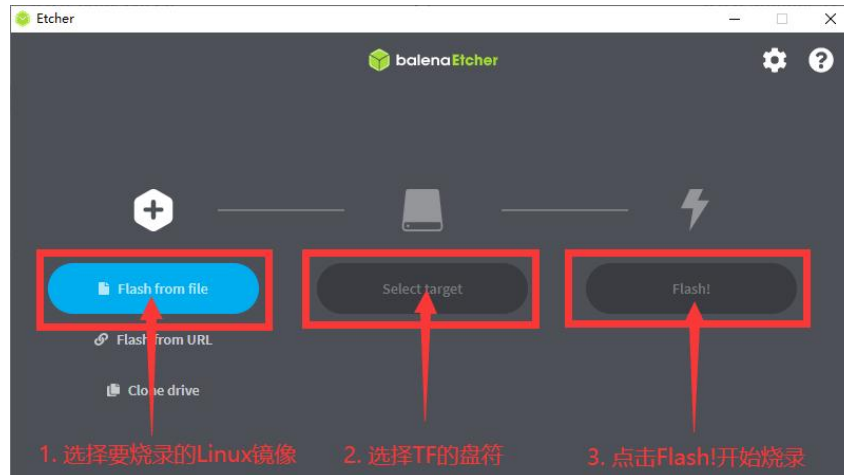 Etcher
balenaEtcher
Flash from file
Select target
Flash!
Flash from URL
Clone drive
1. 选择要烧录的Linux镜像
2. 选择TF的盘符
3. 点击Flash!开始烧录